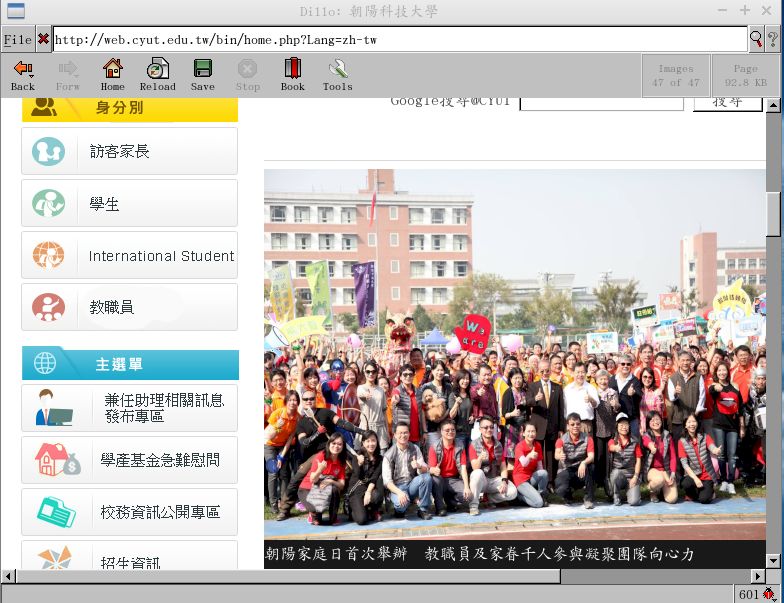 Dillo: 朝陽科技大學
File
http://web.cyut.edu.tw/bin/home.php?Lang=zh-tw
Back Forw Home Reload Save Stop Book Tools
Images
47 of 47
Page
92.8 KB
身分別
Google搜尋@CYUT
搜尋
訪客家長
學生
International Student
教職員
主選單
兼任助理相關訊息
發布專區
學產基金急難慰問
校務資訊公開專區
招生資訊
We
are
朝陽家庭日首次舉辦 教職員及家眷千人參與凝聚團隊向心力
601